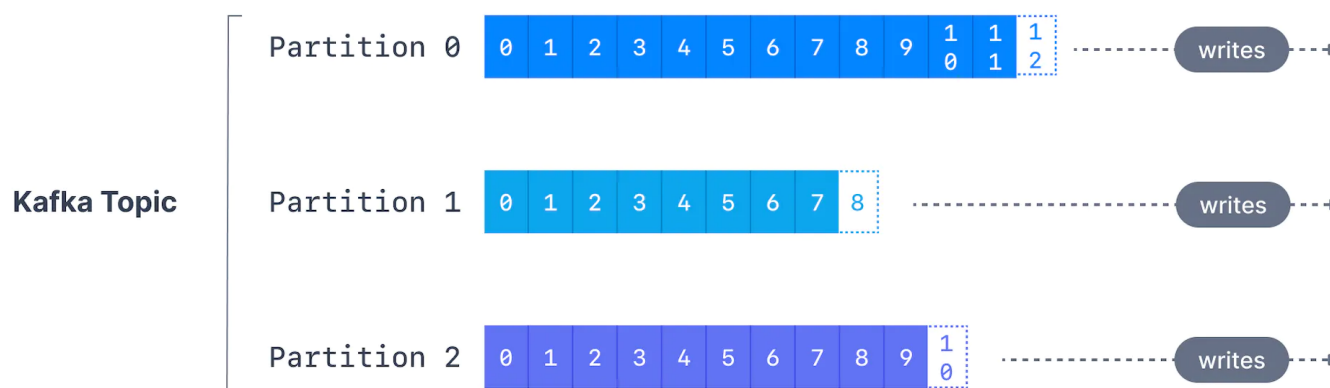 Partition 0 0 1 2 3 4 5 6 7 8 9 10 11 12 writes
Kafka Topic Partition 1 0 1 2 3 4 5 6 7 8 writes
Partition 2 0 1 2 3 4 5 6 7 8 9 10 writes